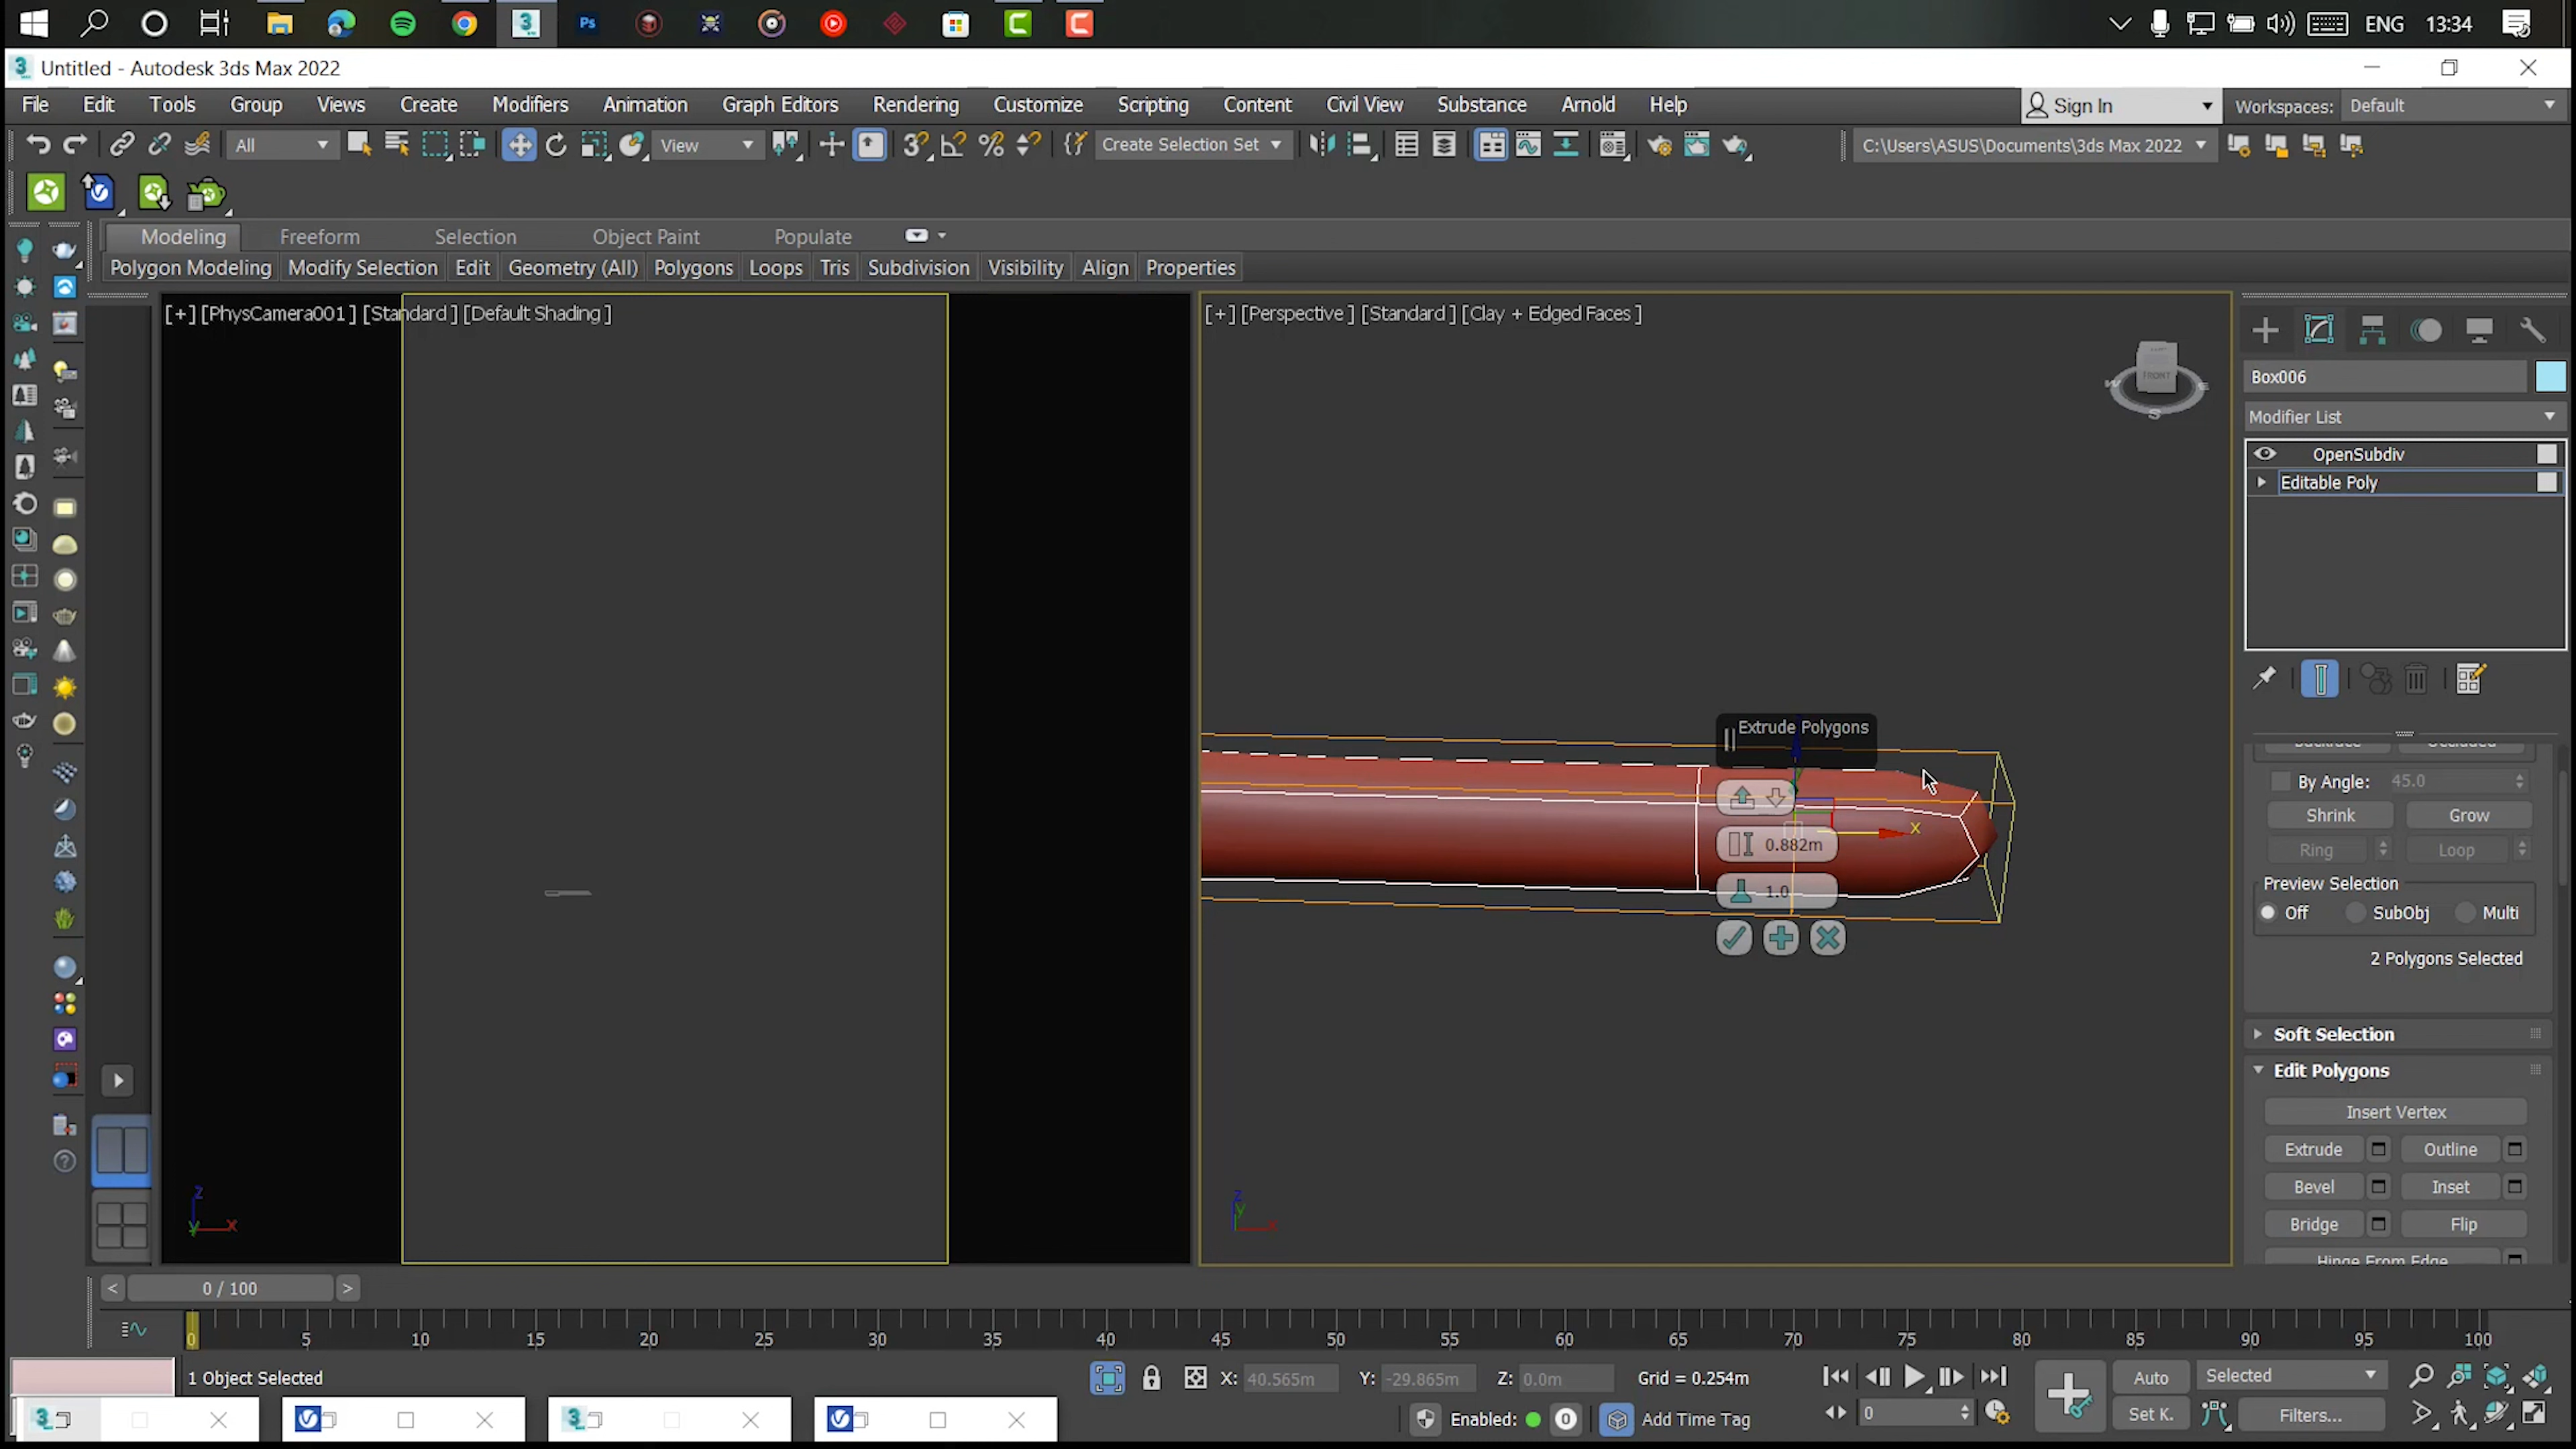 ENG
13:34
Untitled - Autodesk 3ds Max 2022
File Edit Tools Group Views Create Modifiers Animation Graph Editors Rendering Customize Scripting Content Civil View Substance Arnold Help
Sign In
Workspaces: Default
All
View
Create Selection Set
C:\Users\ASUS\Documents\3ds Max 2022
Modeling Freeform Selection Object Paint Populate
Polygon Modeling Modify Selection Edit Geometry (All) Polygons Loops Tris Subdivision Visibility Align Properties
[+] [PhysCamera001] [Standard] [Default Shading]
[+] [Perspective] [Standard] [Clay + Edged Faces]
FRONT
S
Box006
Modifier List
OpenSubdiv
Editable Poly
Extrude Polygons
0.882m
1.0
x
By Angle: 45.0
Shrink Grow
Ring Loop
Preview Selection
Off SubObj Multi
2 Polygons Selected
Soft Selection
Edit Polygons
Insert Vertex
Extrude Outline
Bevel Inset
Bridge Flip
Hinge From Edge
z
y x
z
y x
< 0 / 100 >
0 5 10 15 20 25 30 35 40 45 50 55 60 65 70 75 80 85 90 95 100
1 Object Selected
X: 40.565m Y: -29.865m Z: 0.0m Grid = 0.254m
Auto Selected
Enabled: 0 Add Time Tag
0
Set K. Filters...